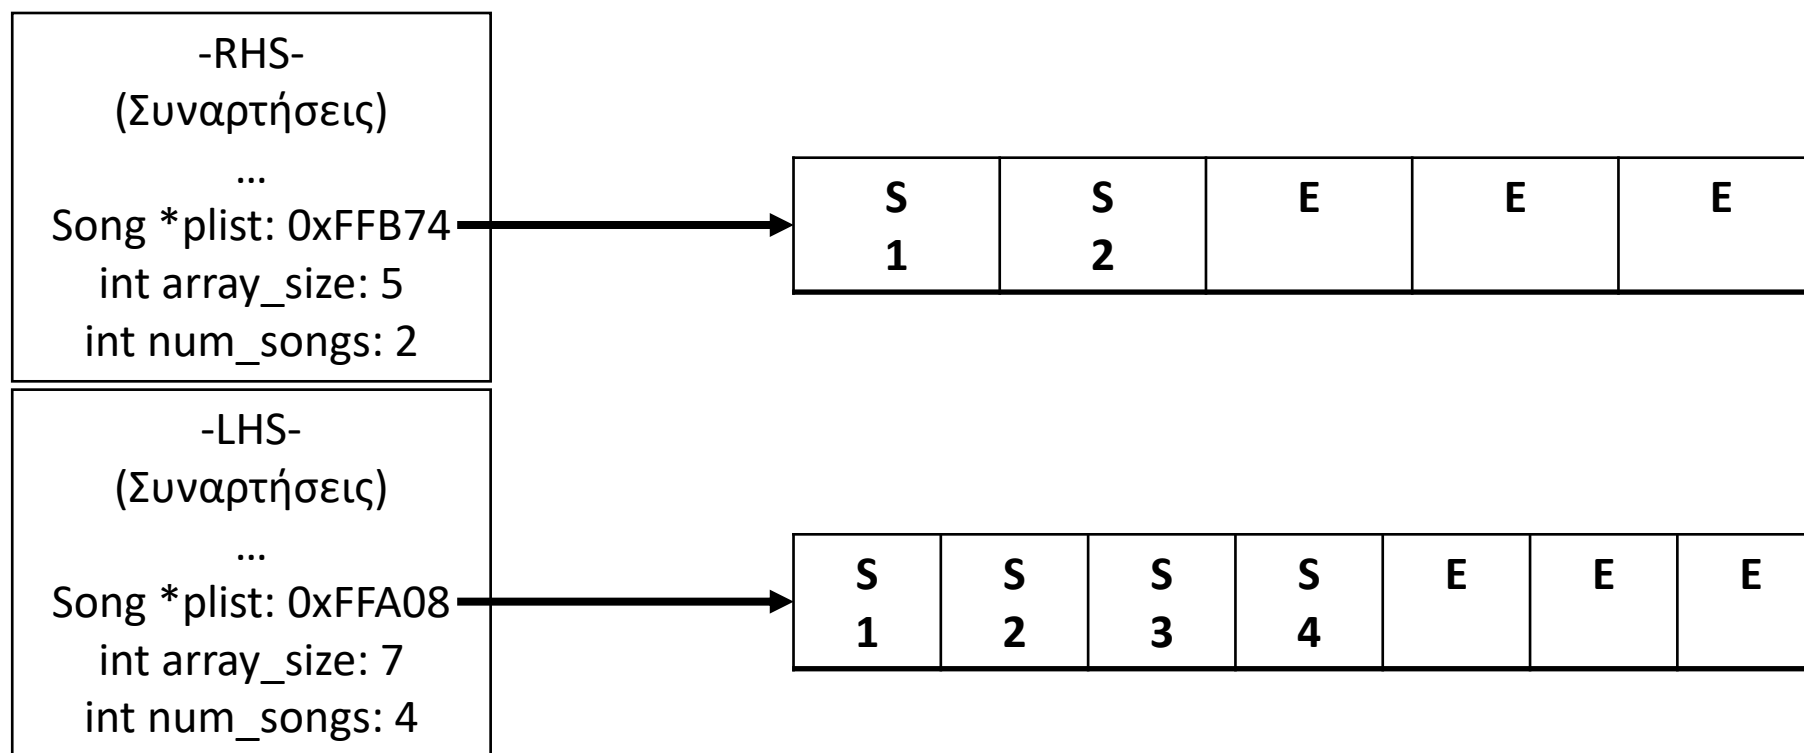 -RHS-
(Συναρτήσεις)
...
Song *plist: 0xFFB74
int array_size: 5
int num_songs: 2
S S E E E
1 2
-LHS-
(Συναρτήσεις)
...
Song *plist: 0xFFA08
int array_size: 7
int num_songs: 4
S S S S E E E
1 2 3 4